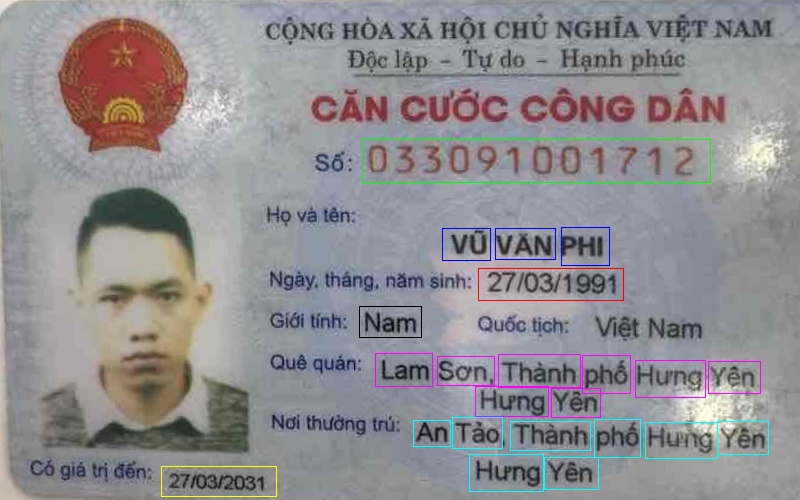 CỘNG HÒA XÃ HỘI CHỦ NGHĨA VIỆT NAM
Độc lập - Tự do - Hạnh phúc
CĂN CƯỚC CÔNG DÂN
Số: 033091001712
Họ và tên:
VŨ VĂN PHI
Ngày, tháng, năm sinh: 27/03/1991
Giới tính: Nam Quốc tịch: Việt Nam
Quê quán: Lam Sơn, Thành phố Hưng Yên
Hưng Yên
Nơi thường trú: An Tảo, Thành phố Hưng Yên
Hưng Yên
Có giá trị đến: 27/03/2031